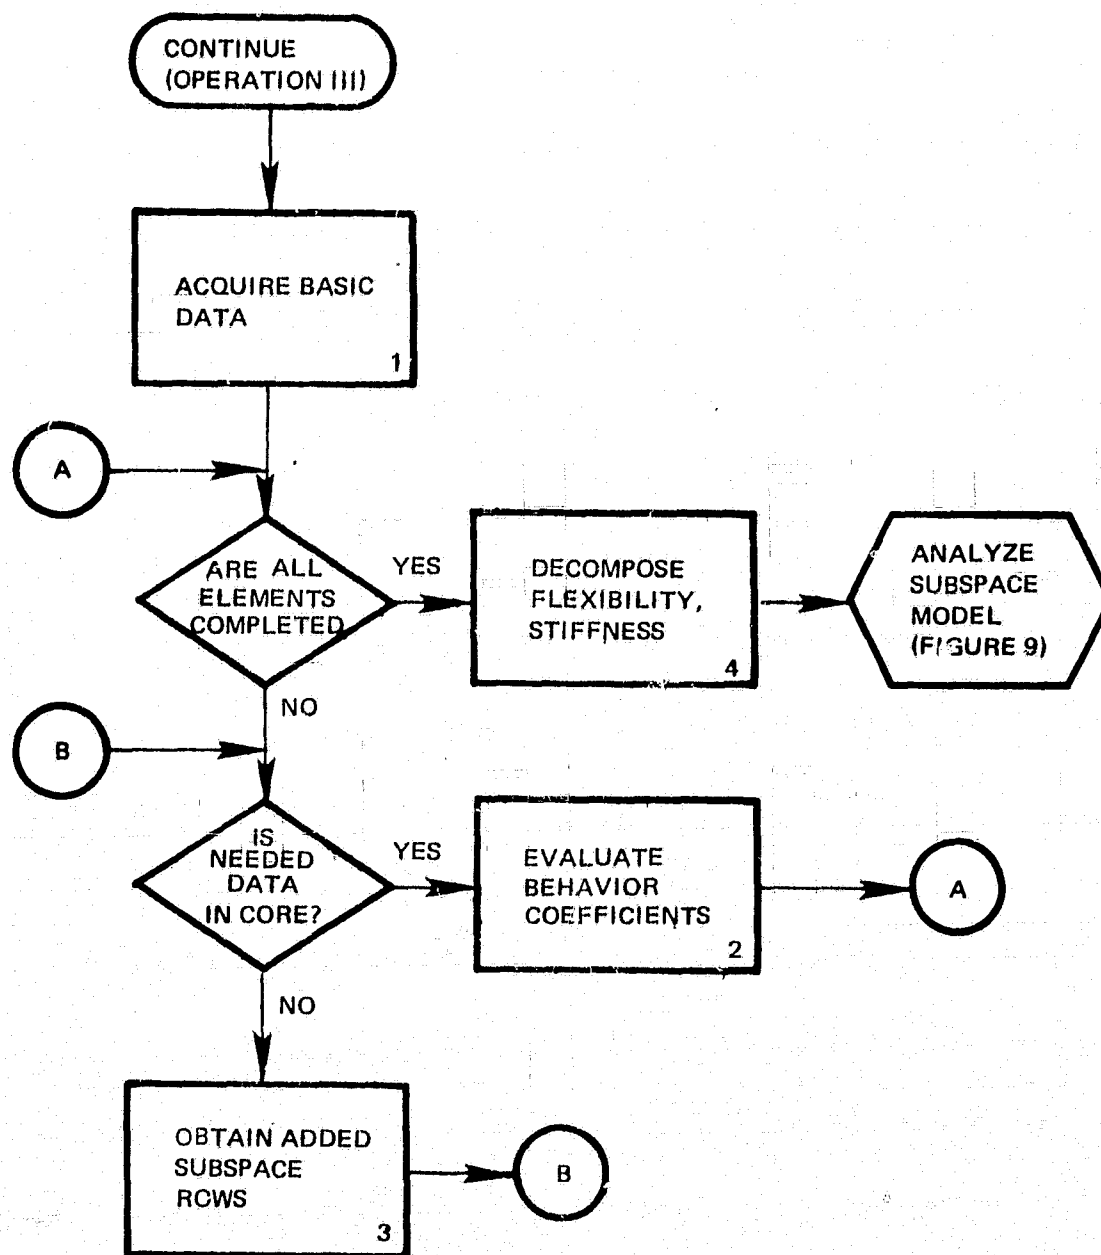 CONTINUE
(OPERATION III)
ACQUIRE BASIC
DATA
1
A
ARE ALL
ELEMENTS
COMPLETED
YES
DECOMPOSE
FLEXIBILITY,
STIFFNESS
4
ANALYZE
SUBSPACE
MODEL
(FIGURE 9)
NO
B
IS
NEEDED
DATA
IN CORE?
YES
EVALUATE
BEHAVIOR
COEFFICIENTS
2
A
NO
OBTAIN ADDED
SUBSPACE
ROWS
3
B